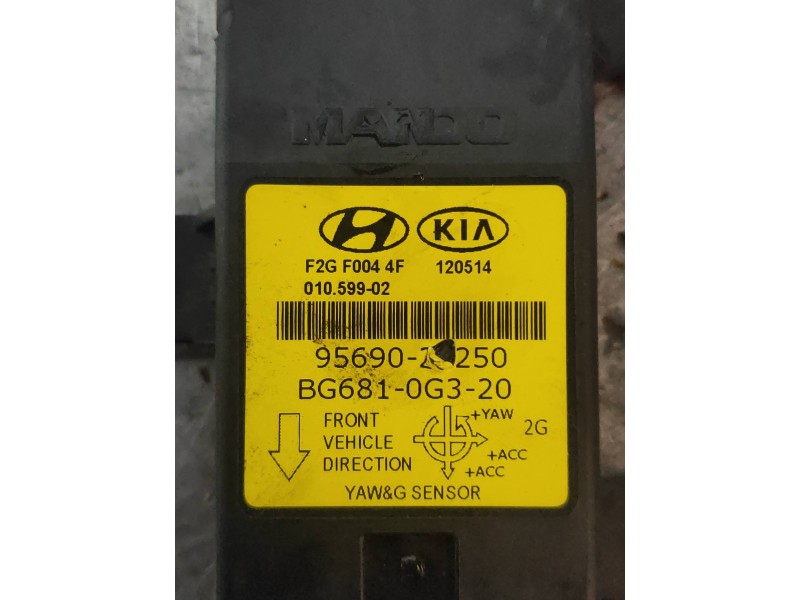 MANDO
KIA
F2G F004 4F 120514
010.599-02
BG681-0G3-20
FRONT
VEHICLE
DIRECTION
+YAW
2G
+ACC
+ACC
YAW&G SENSOR